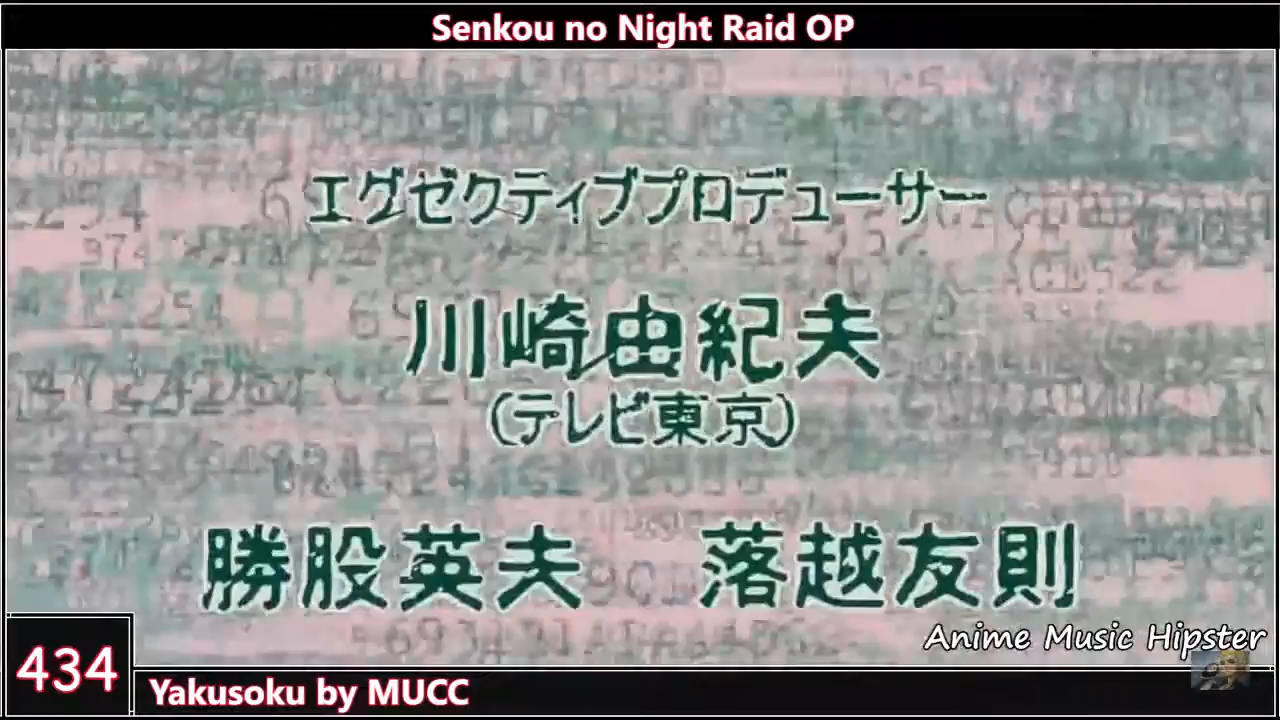 Senkou no Night Raid OP
エグゼクティブプロデューサー
川崎由紀夫
(テレビ東京)
勝股英夫 落越友則
Anime Music Hipster
434
Yakusoku by MUCC